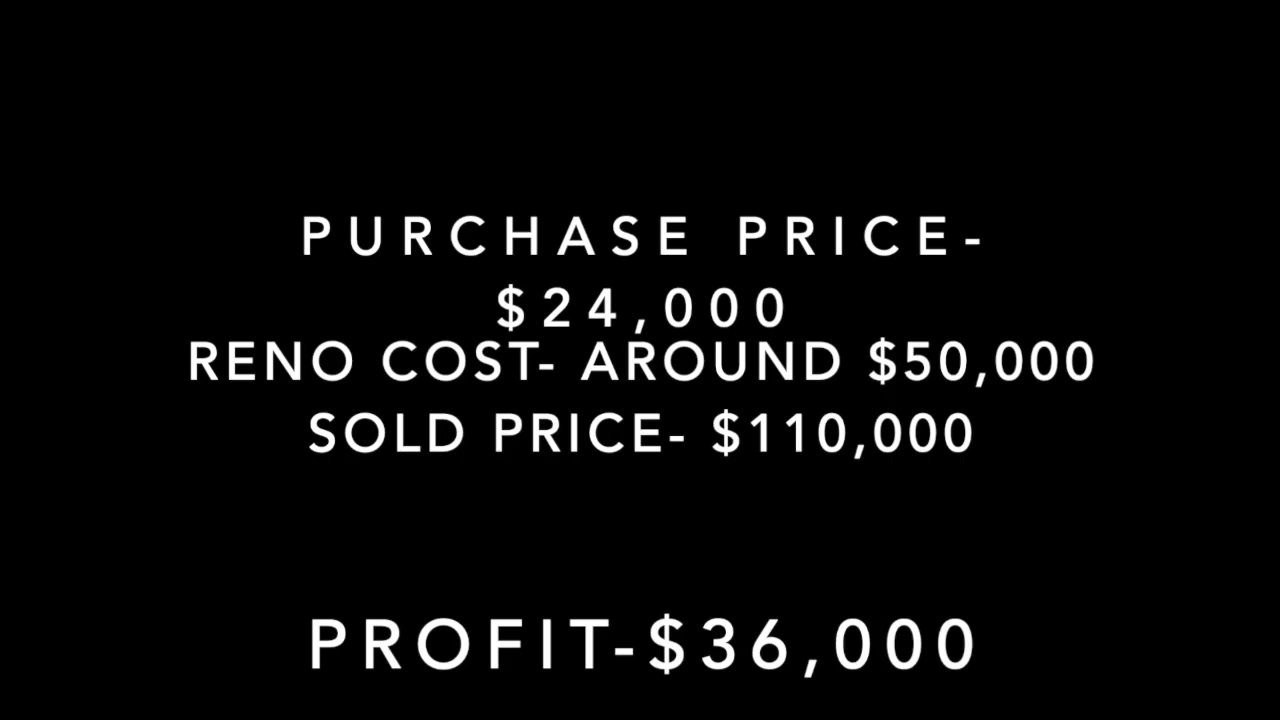 PURCHASE PRICE-
$24,000
RENO COST- AROUND $50,000
SOLD PRICE- $110,000
PROFIT-$36,000